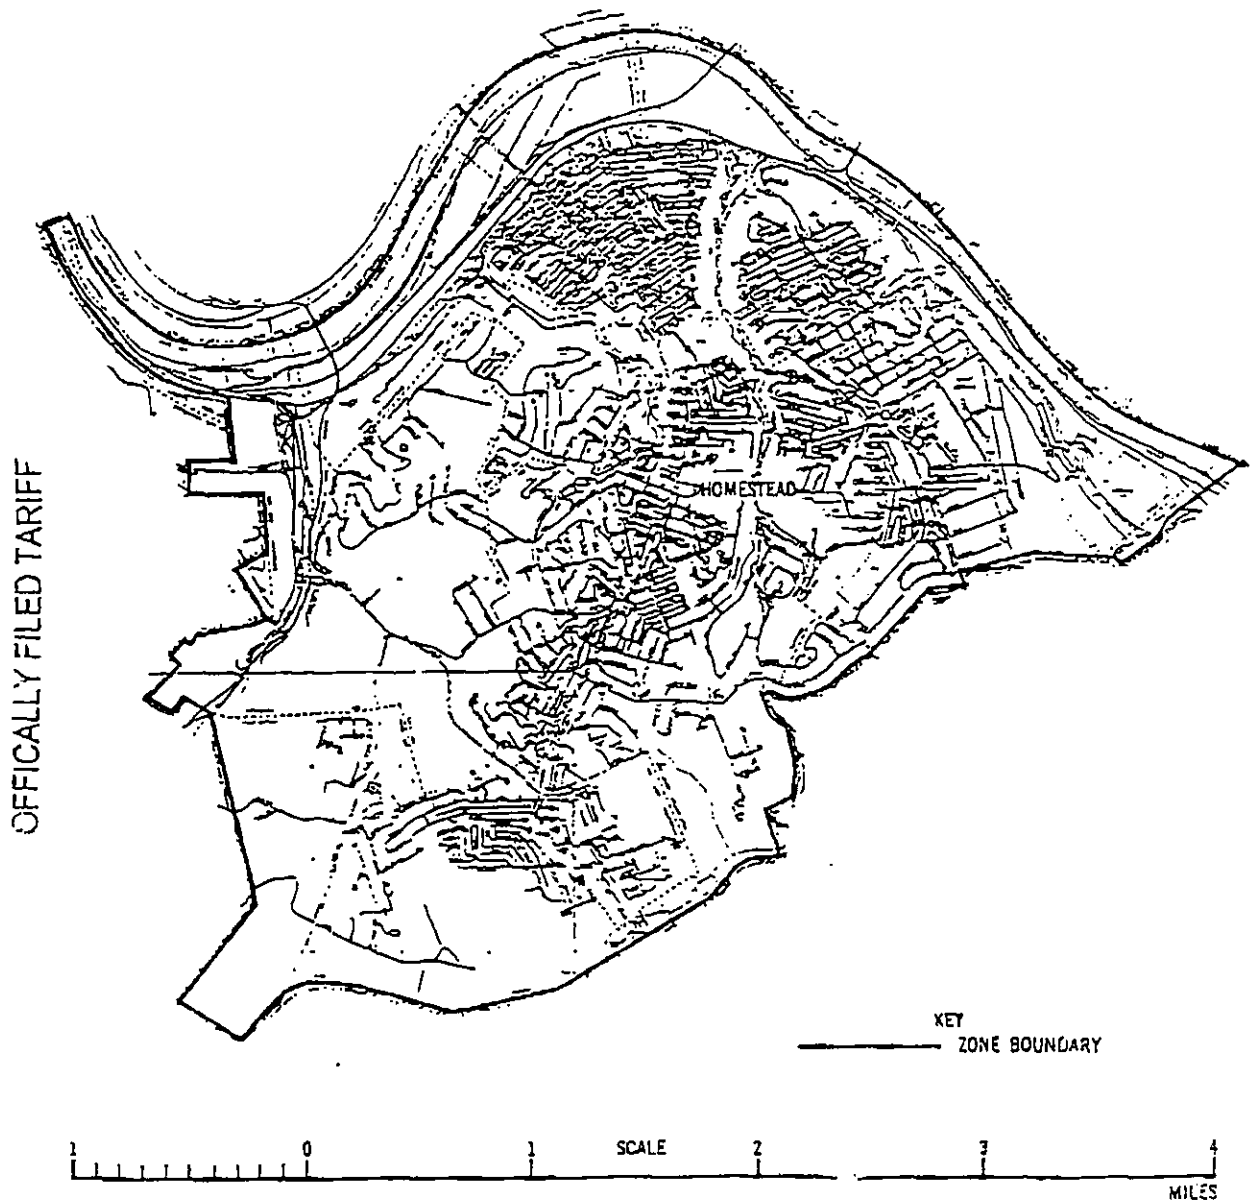 OFFICALLY FILED TARIFF
HOMESTEAD
KEY
ZONE BOUNDARY
1 0 1 SCALE 2 3 4
MILES